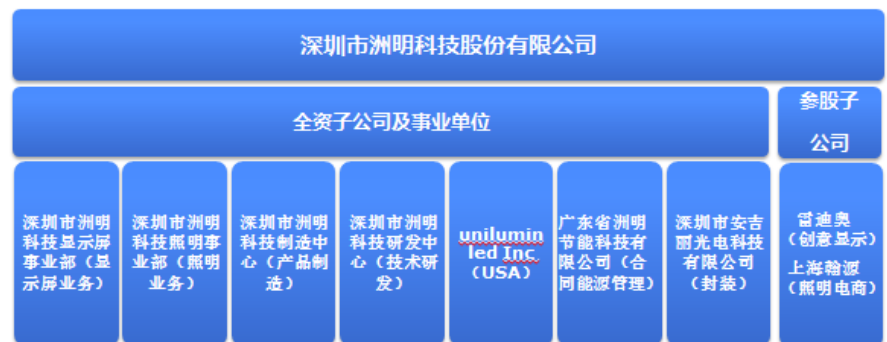 深圳市洲明科技股份有限公司
全资子公司及事业单位
参股子
公司
深圳市洲明
科技显示屏
事业部（显
示屏业务）
深圳市洲明
科技照明事
业部（照明
业务）
深圳市洲明
科技制造中
心（产品制
造）
深圳市洲明
科技研发中
心（技术研
发）
unilumin
led Inc.
（USA）
广东省洲明
节能科技有
限公司（合
同能源管理）
深圳市安吉
丽光电科技
有限公司
（封装）
雷迪奥
（创意显示）
上海翰源
（照明电商）